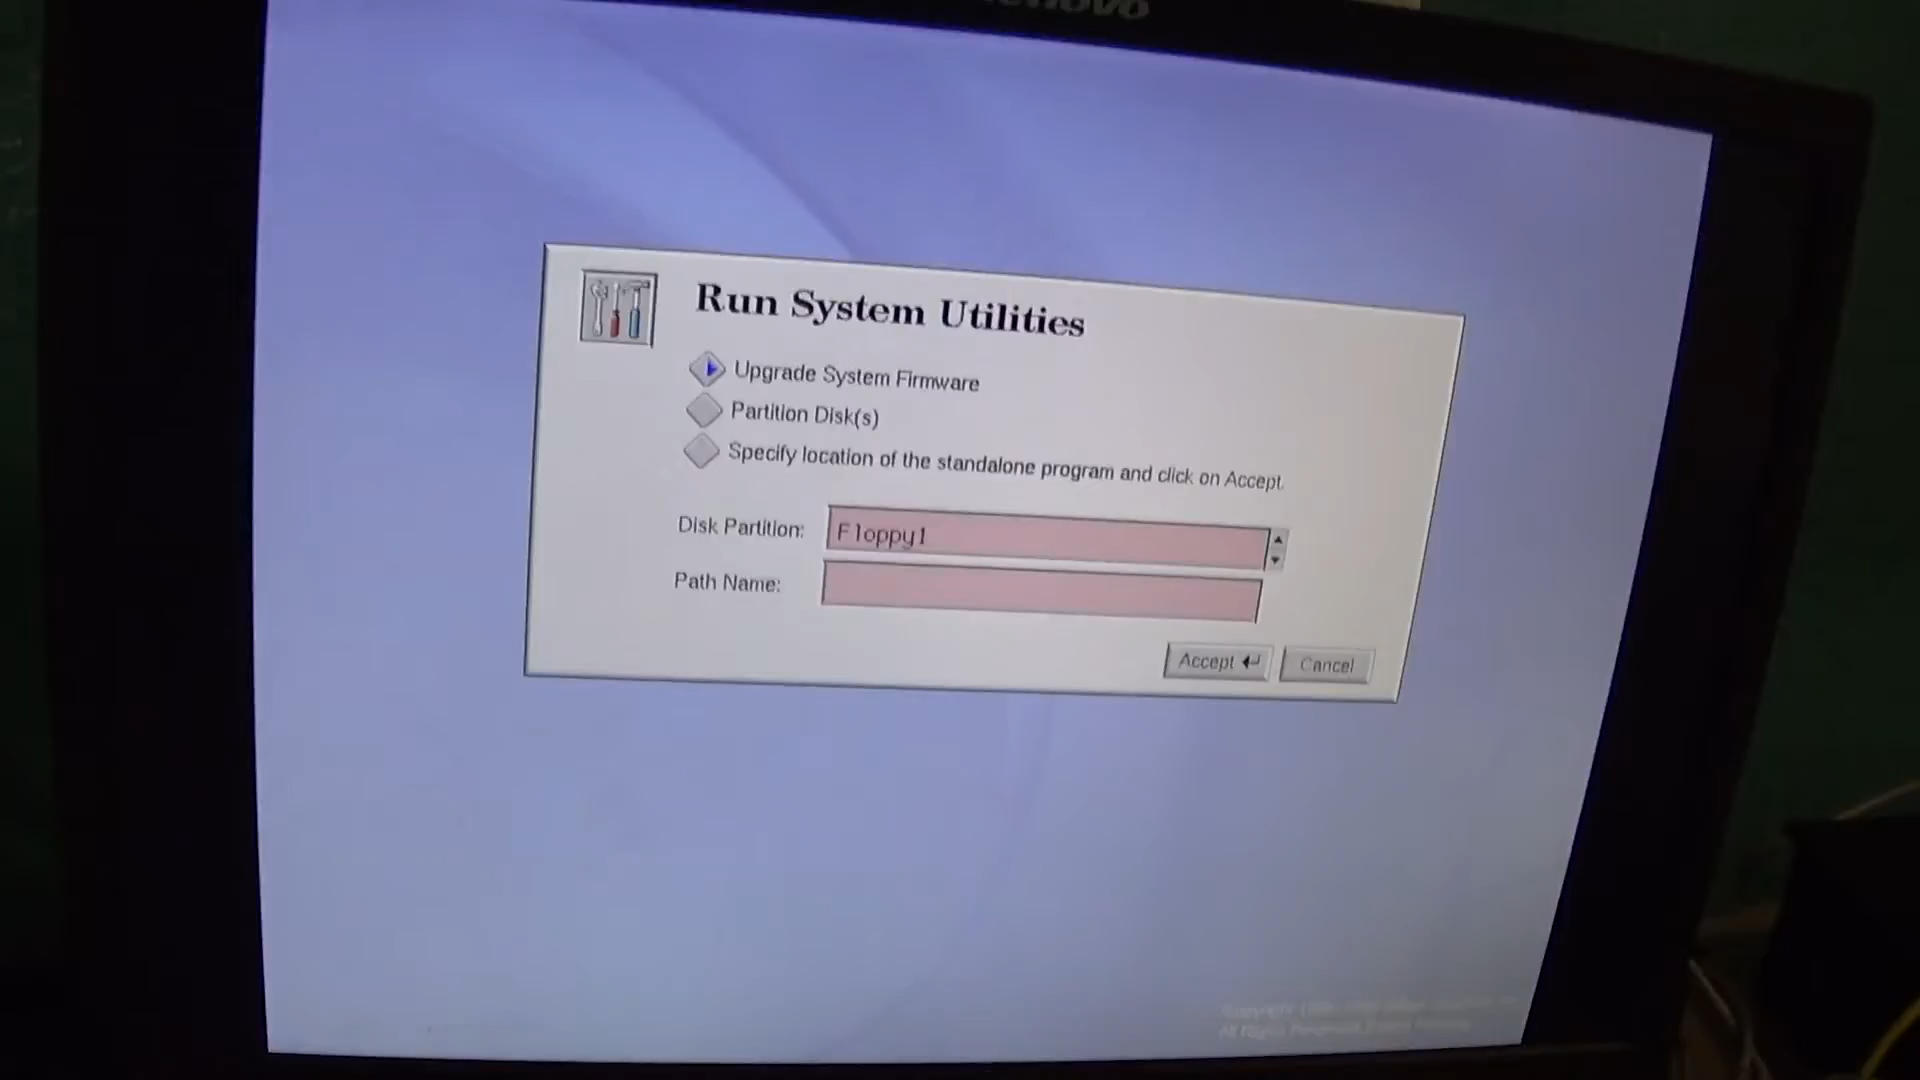 Run System Utilities
Upgrade System Firmware
Partition Disk(s)
Specify location of the standalone program and click on Accept.
Disk Partition: Floppy1
Path Name:
Accept Cancel